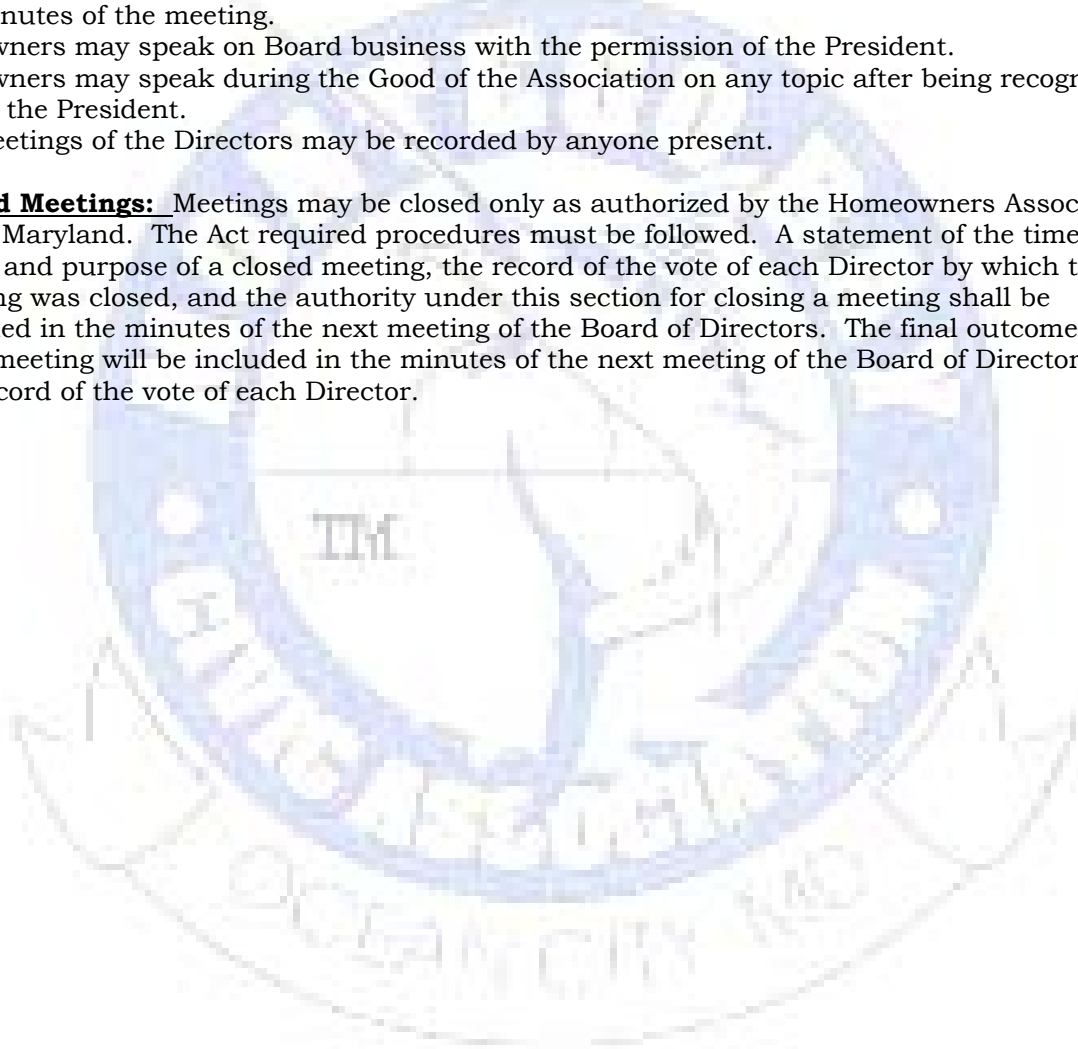 nutes of the meeting.
wners may speak on Board business with the permission of the President.
wners may speak during the Good of the Association on any topic after being recogn
the President.
eetings of the Directors may be recorded by anyone present.
d Meetings: Meetings may be closed only as authorized by the Homeowners Assoc
Maryland. The Act required procedures must be followed. A statement of the time
and purpose of a closed meeting, the record of the vote of each Director by which t
ng was closed, and the authority under this section for closing a meeting shall be
ed in the minutes of the next meeting of the Board of Directors. The final outcome
meeting will be included in the minutes of the next meeting of the Board of Director
cord of the vote of each Director.
TM
OCEAN CITY MD